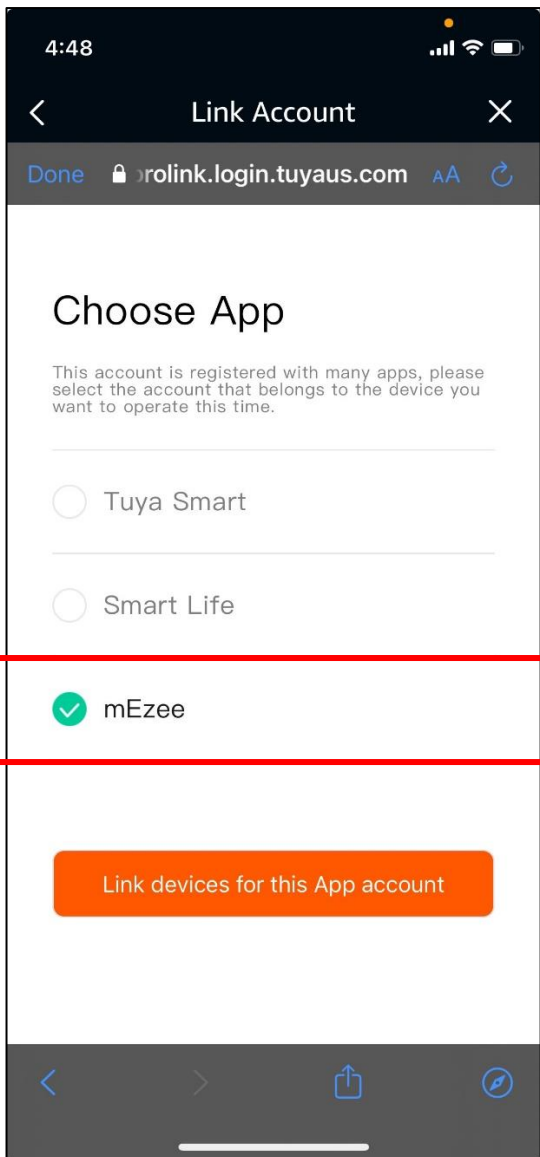 4:48
Link Account
Done rolink.login.tuyaus.com AA
Choose App
This account is registered with many apps, please
select the account that belongs to the device you
want to operate this time.
Tuya Smart
Smart Life
mEzee
Link devices for this App account